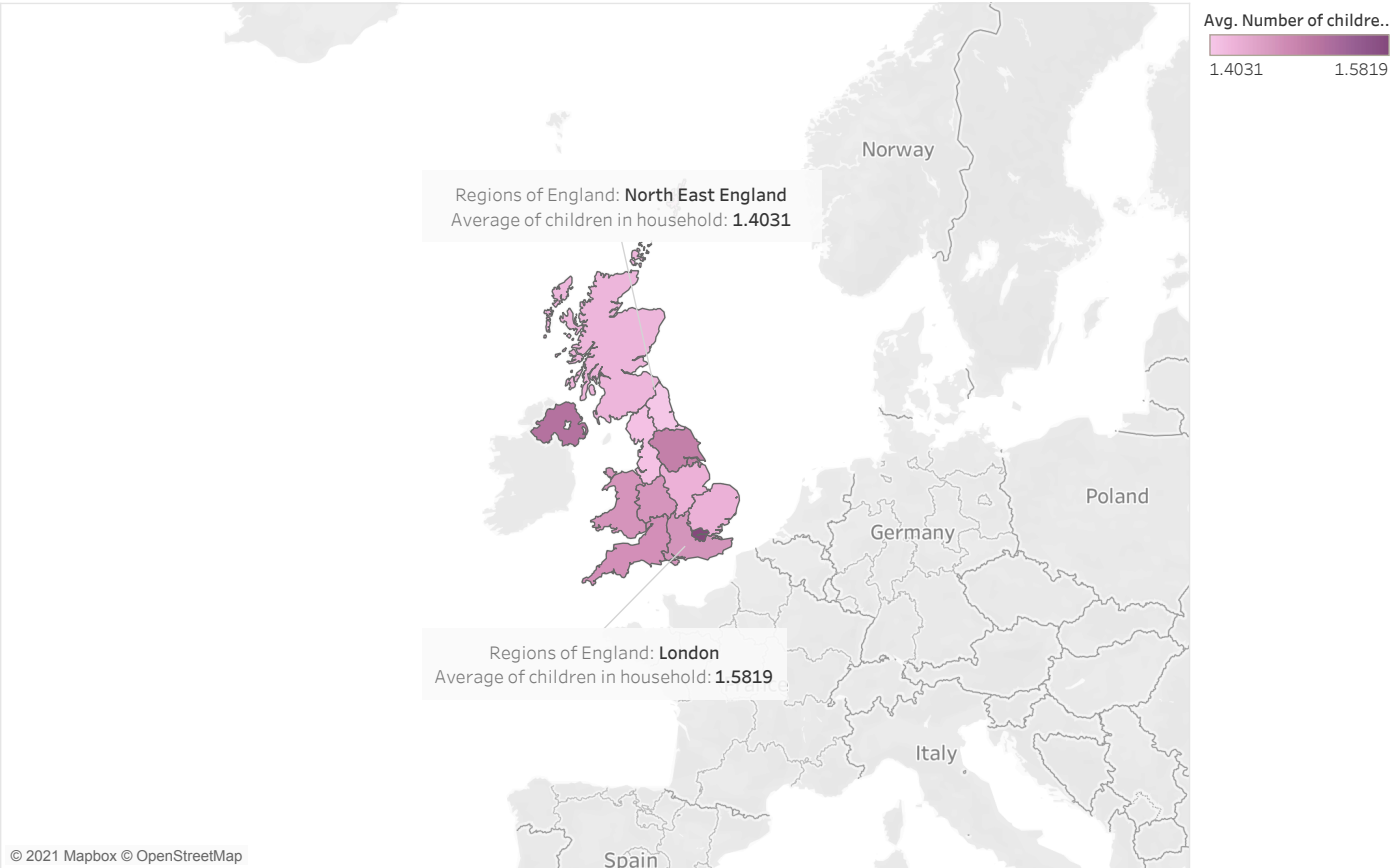 Avg. Number of childre..
1.4031 1.5819
Norway
Regions of England: North East England
Average of children in household: 1.4031
Poland
Germany
Regions of England: London
Average of children in household: 1.5819
France
Italy
Spain
© 2021 Mapbox © OpenStreetMap